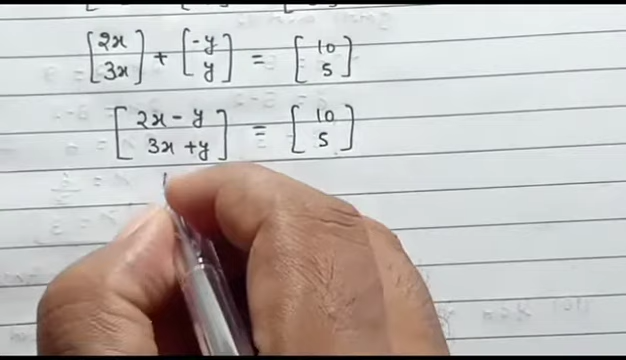 [2x 3x] + [-y y] = [10 5]
[2x - y 3x + y] = [10 5]